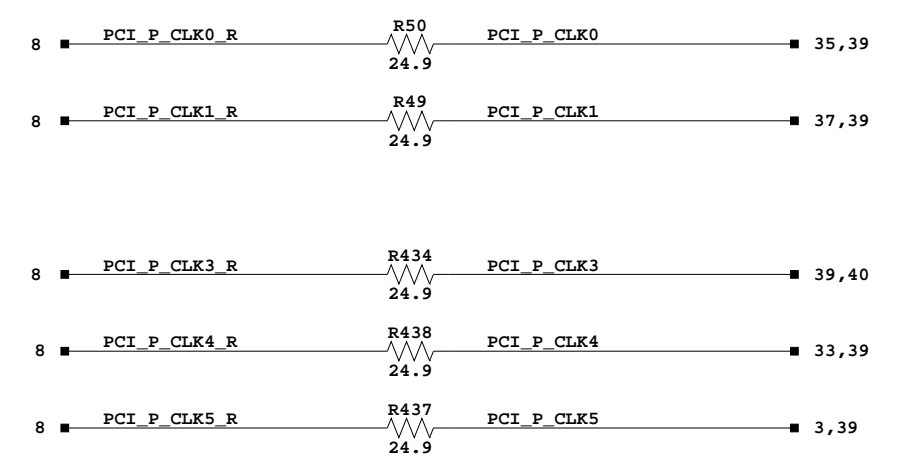 R50
8 PCI_P_CLK0_R PCI_P_CLK0 35,39
24.9
R49
8 PCI_P_CLK1_R PCI_P_CLK1 37,39
24.9
R434
8 PCI_P_CLK3_R PCI_P_CLK3 39,40
24.9
R438
8 PCI_P_CLK4_R PCI_P_CLK4 33,39
24.9
R437
8 PCI_P_CLK5_R PCI_P_CLK5 3,39
24.9